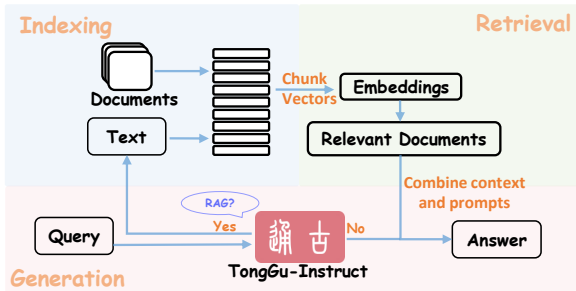 Indexing
Retrieval
Documents
Chunk
Vectors
Embeddings
Text
Relevant Documents
Combine context
and prompts
RAG?
Yes
No
Query
通古
Answer
TongGu-Instruct
Generation